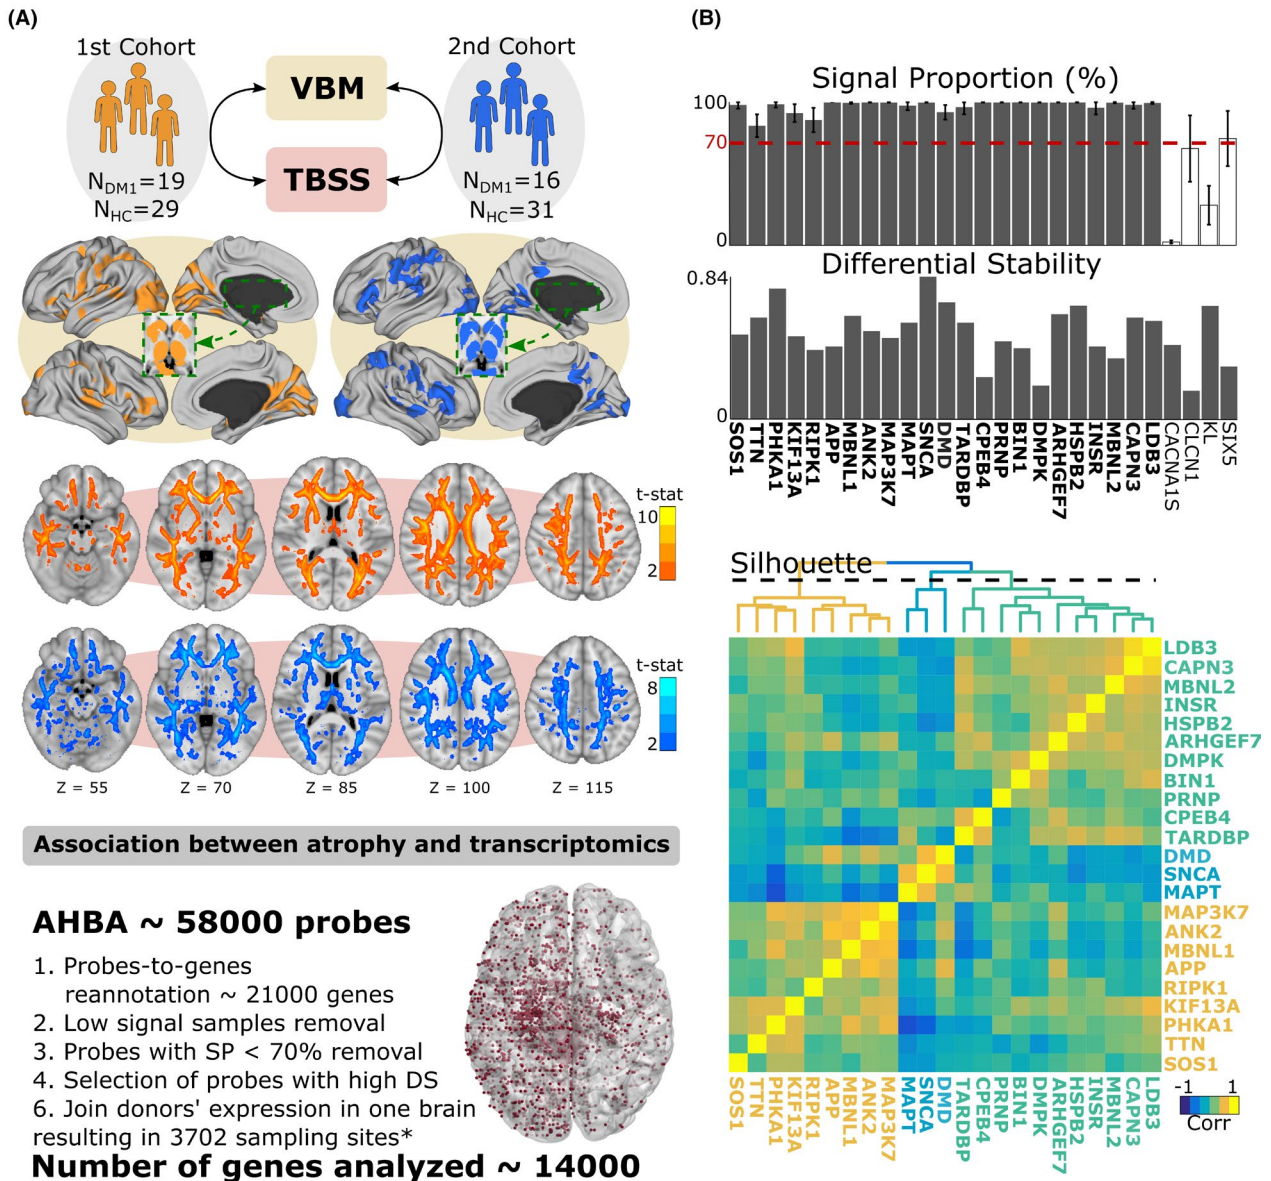 (A)
1st Cohort
2nd Cohort
VBM
TBSS
NDM1=19
NHC=29
NDM1=16
NHC=31
t-stat
10
2
t-stat
8
2
Z = 55
Z = 70
Z = 85
Z = 100
Z = 115
Association between atrophy and transcriptomics
AHBA ~ 58000 probes
1. Probes-to-genes
reannotation ~ 21000 genes
2. Low signal samples removal
3. Probes with SP < 70% removal
4. Selection of probes with high DS
6. Join donors' expression in one brain
resulting in 3702 sampling sites*
Number of genes analyzed ~ 14000
(B)
Signal Proportion (%)
100
70
0
Differential Stability
0.84
0
SOS1
TTN
PHKA1
KIF13A
RIPK1
APP
MBNL1
ANK2
MAP3K7
MAPT
SNCA
DMD
TARDBP
CPEB4
PRNP
BIN1
DMPK
ARHGEF7
HSPB2
INSR
MBNL2
CAPN3
LDB3
CACNA1S
CLCN1
KL
SIX5
Silhouette
LDB3
CAPN3
MBNL2
INSR
HSPB2
ARHGEF7
DMPK
BIN1
PRNP
CPEB4
TARDBP
DMD
SNCA
MAPT
MAP3K7
ANK2
MBNL1
APP
RIPK1
KIF13A
PHKA1
TTN
SOS1
SOS1
TTN
PHKA1
KIF13A
RIPK1
APP
MBNL1
ANK2
MAP3K7
MAPT
SNCA
DMD
TARDBP
CPEB4
PRNP
BIN1
DMPK
ARHGEF7
HSPB2
INSR
MBNL2
CAPN3
LDB3
-1
1
Corr